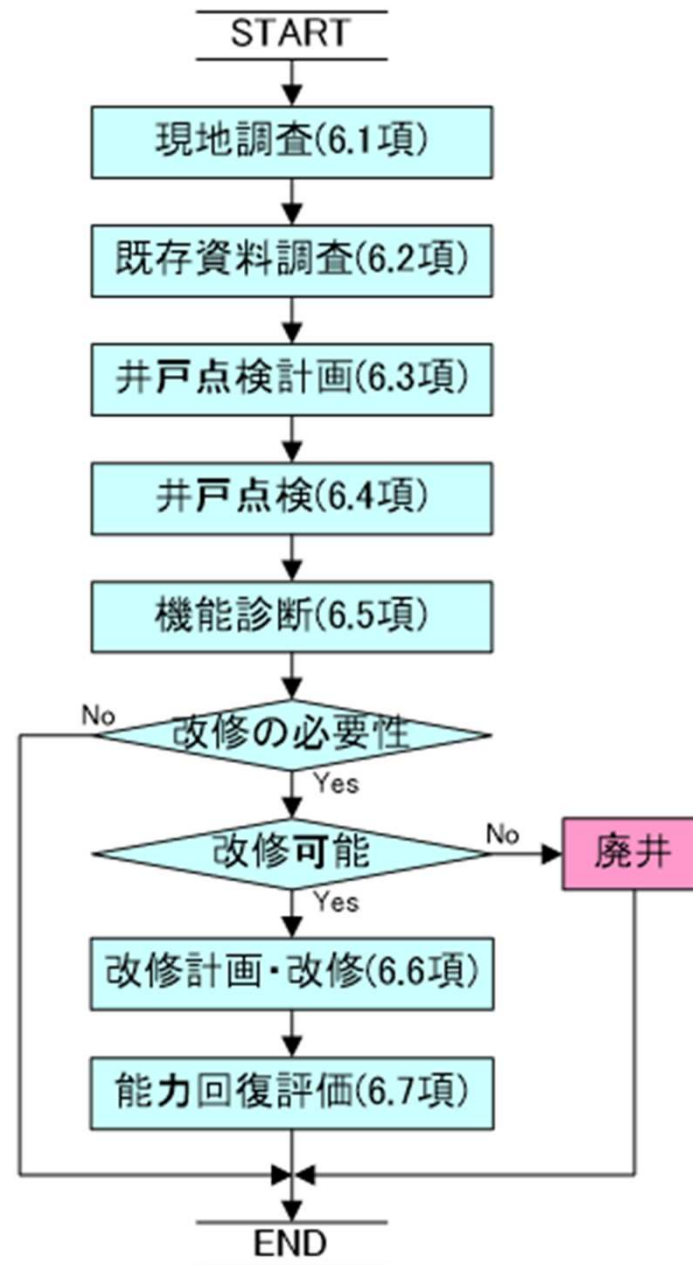 START
現地調査(6.1項)
既存資料調査(6.2項)
井戸点検計画(6.3項)
井戸点検(6.4項)
機能診断(6.5項)
No
改修の必要性
Yes
改修可能
No
廃井
Yes
改修計画・改修(6.6項)
能力回復評価(6.7項)
END